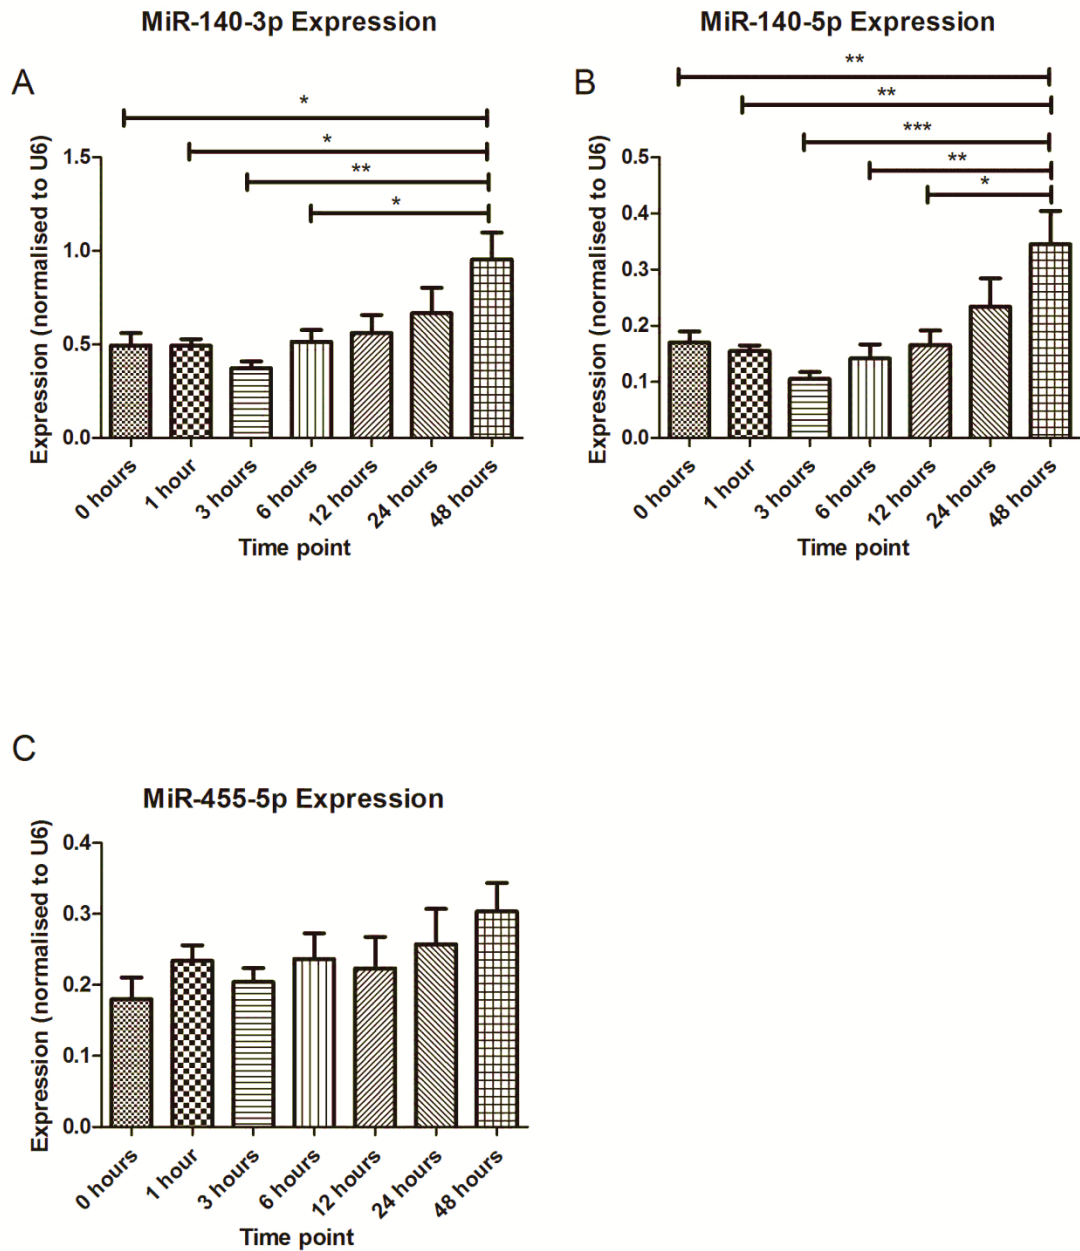 MiR-140-3p Expression
A
*
*
**
*
Expression (normalised to U6)
1.5
1.0
0.5
0.0
0 hours
1 hour
3 hours
6 hours
12 hours
24 hours
48 hours
Time point
MiR-140-5p Expression
B
**
**
***
**
*
Expression (normalised to U6)
0.5
0.4
0.3
0.2
0.1
0.0
0 hours
1 hour
3 hours
6 hours
12 hours
24 hours
48 hours
Time point
C
MiR-455-5p Expression
Expression (normalised to U6)
0.4
0.3
0.2
0.1
0.0
0 hours
1 hour
3 hours
6 hours
12 hours
24 hours
48 hours
Time point